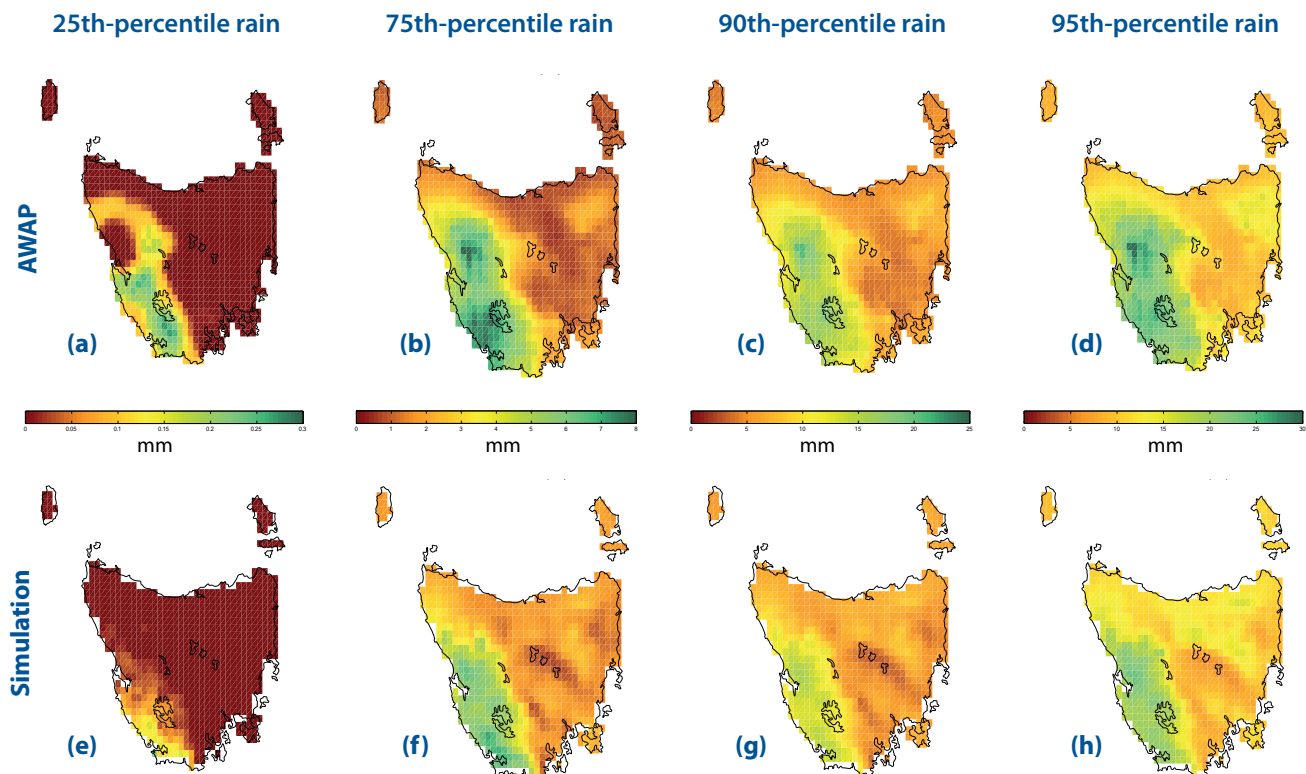 25th-percentile rain 75th-percentile rain 90th-percentile rain 95th-percentile rain
AWAP
(a) (b) (c) (d)
0 0.05 0.1 0.15 0.2 0.25 0.3 0 1 2 3 4 5 6 7 8 0 5 10 15 20 25 0 5 10 15 20 25 30
mm mm mm mm
Simulation
(e) (f) (g) (h)